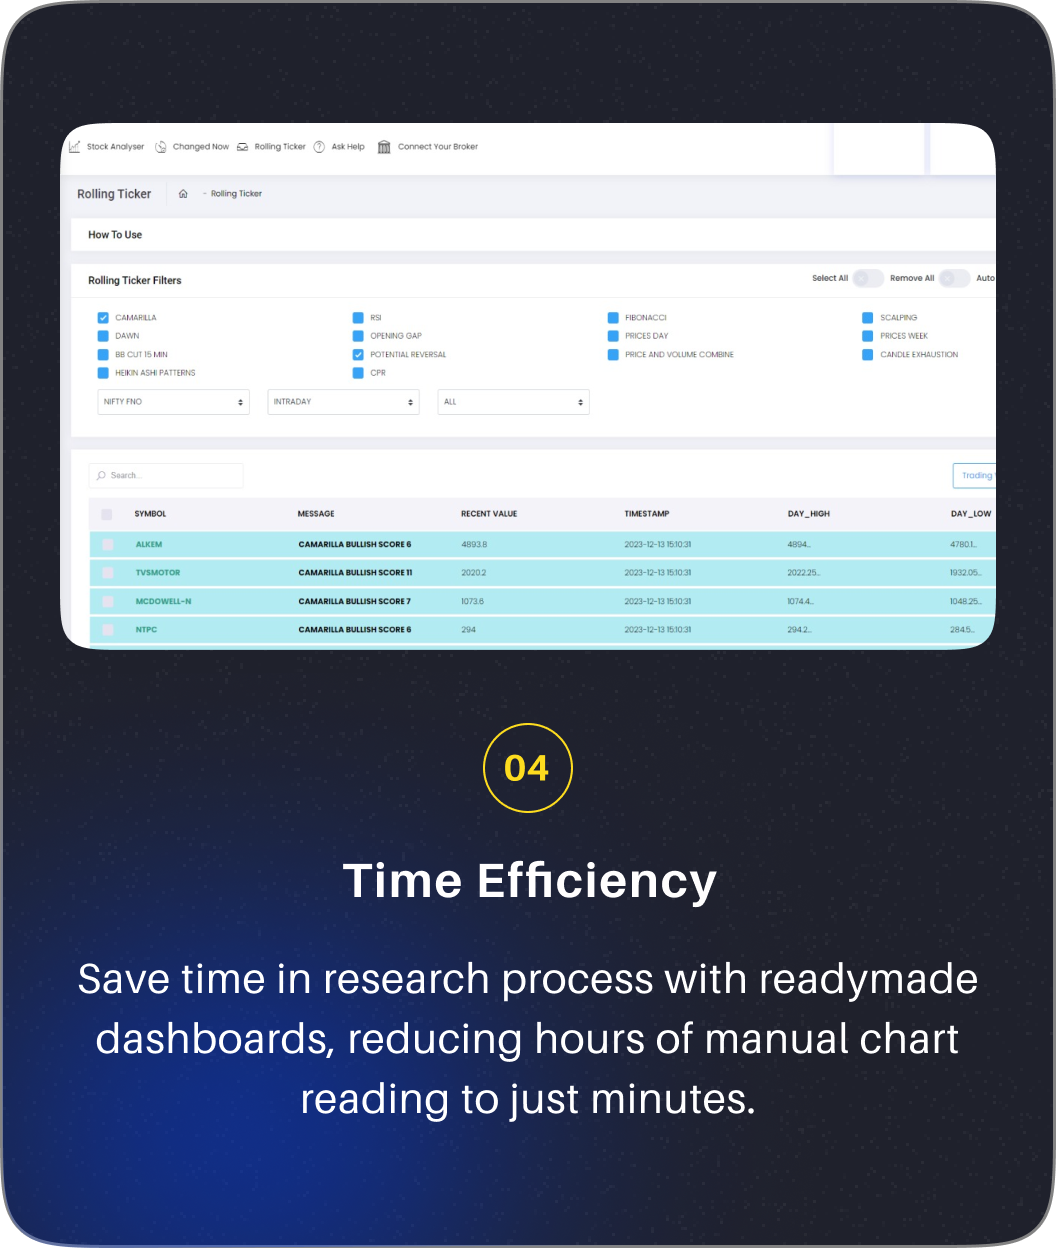 Stock Analyser Changed Now Rolling Ticker Ask Help Connect Your Broker
Rolling Ticker - Rolling Ticker
How To Use
Rolling Ticker Filters Select All Remove All Auto
CAMARILLA RSI FIBONACCI SCALPING
DAWN OPENING GAP PRICES DAY PRICES WEEK
BB CUT 15 MIN POTENTIAL REVERSAL PRICE AND VOLUME COMBINE CANDLE EXHAUSTION
HEIKIN ASHI PATTERNS CPR
NIFTY FNO INTRADAY ALL
Search... Trading
SYMBOL MESSAGE RECENT VALUE TIMESTAMP DAY_HIGH DAY_LOW
ALKEM CAMARILLA BULLISH SCORE 6 4893.8 2023-12-13 15:10:31 4894... 4780.1...
TVSMOTOR CAMARILLA BULLISH SCORE 11 2020.2 2023-12-13 15:10:31 2022.25... 1932.05...
MCDOWELL-N CAMARILLA BULLISH SCORE 7 1073.6 2023-12-13 15:10:31 1074.4... 1048.25...
NTPC CAMARILLA BULLISH SCORE 6 294 2023-12-13 15:10:31 294.2... 284.5...
04
Time Efficiency
Save time in research process with readymade
dashboards, reducing hours of manual chart
reading to just minutes.